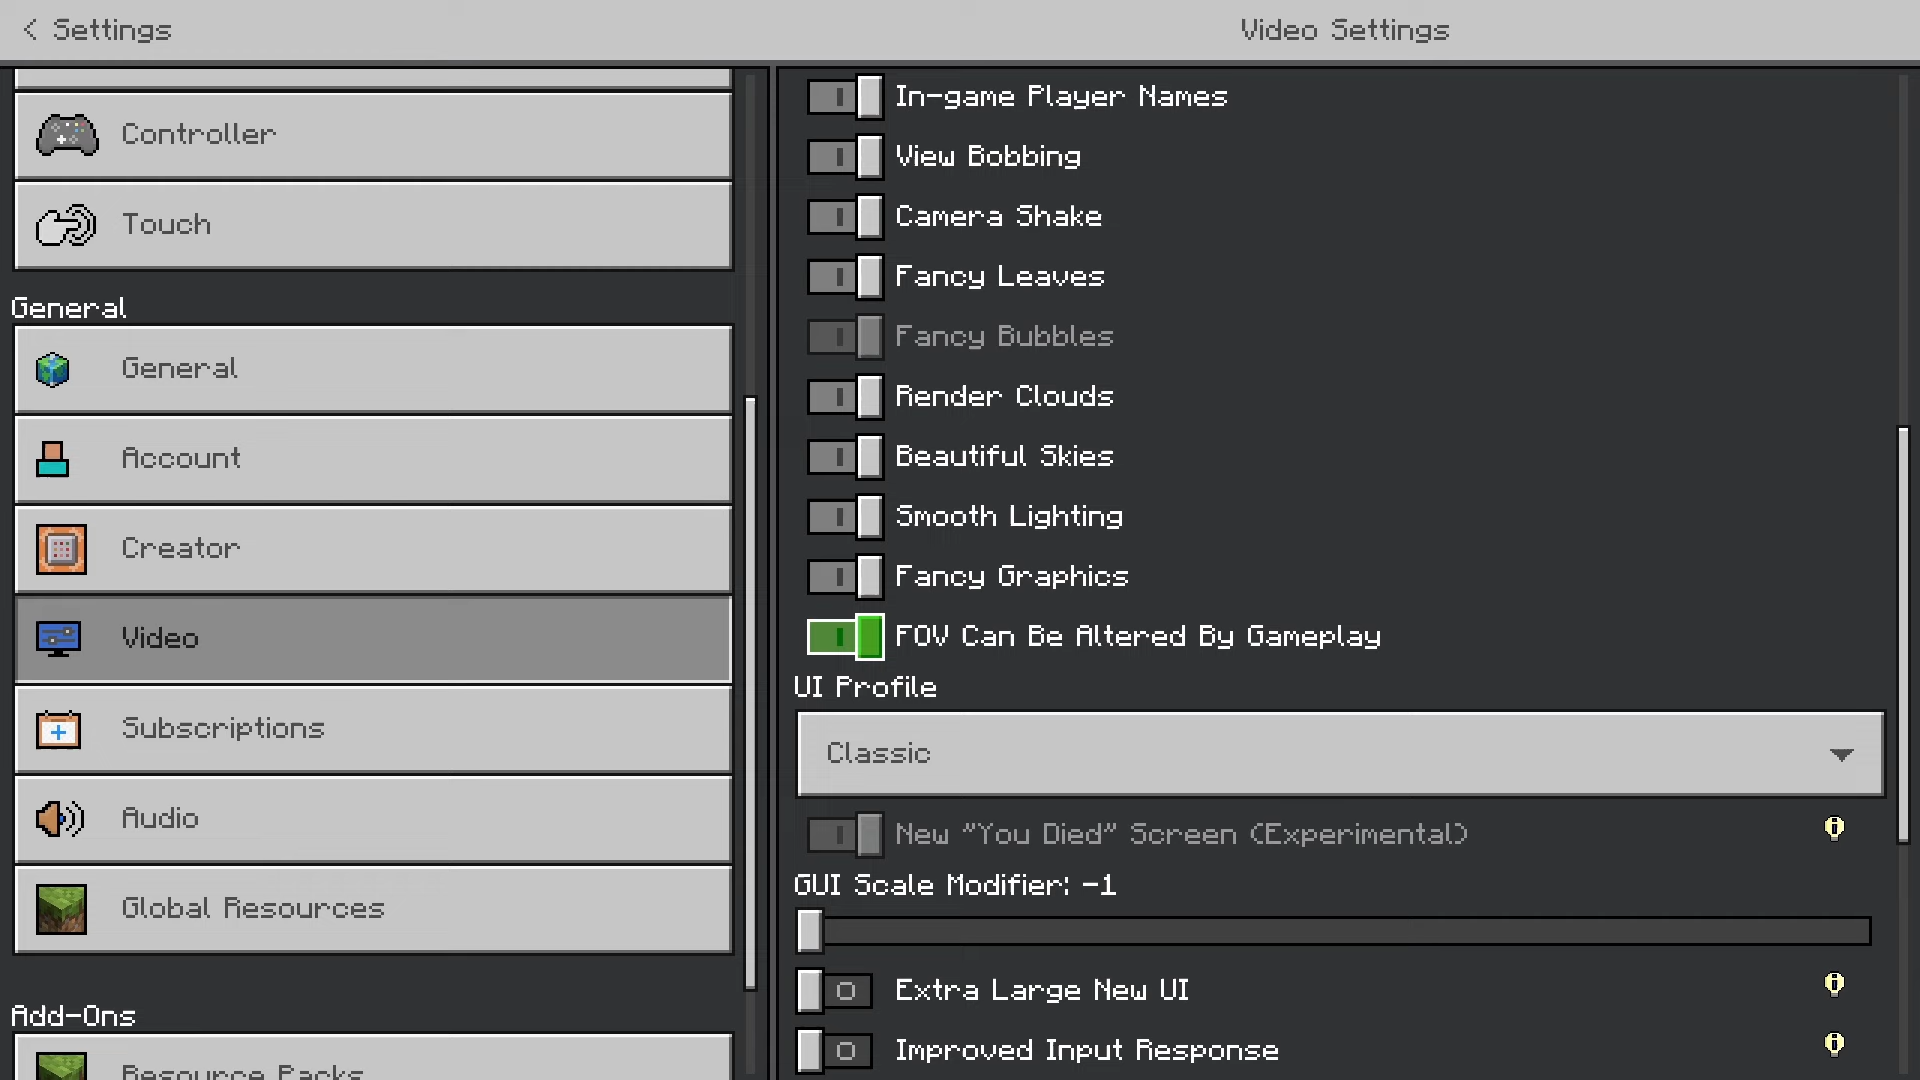 Settings
Video Settings
Controller
Touch
General
General
Account
Creator
Video
Subscriptions
Audio
Global Resources
Add-Ons
Resource Packs
In-game Player Names
View Bobbing
Camera Shake
Fancy Leaves
Fancy Bubbles
Render Clouds
Beautiful Skies
Smooth Lighting
Fancy Graphics
FOV Can Be Altered By Gameplay
UI Profile
Classic
New "You Died" Screen (Experimental)
GUI Scale Modifier: -1
Extra Large New UI
Improved Input Response